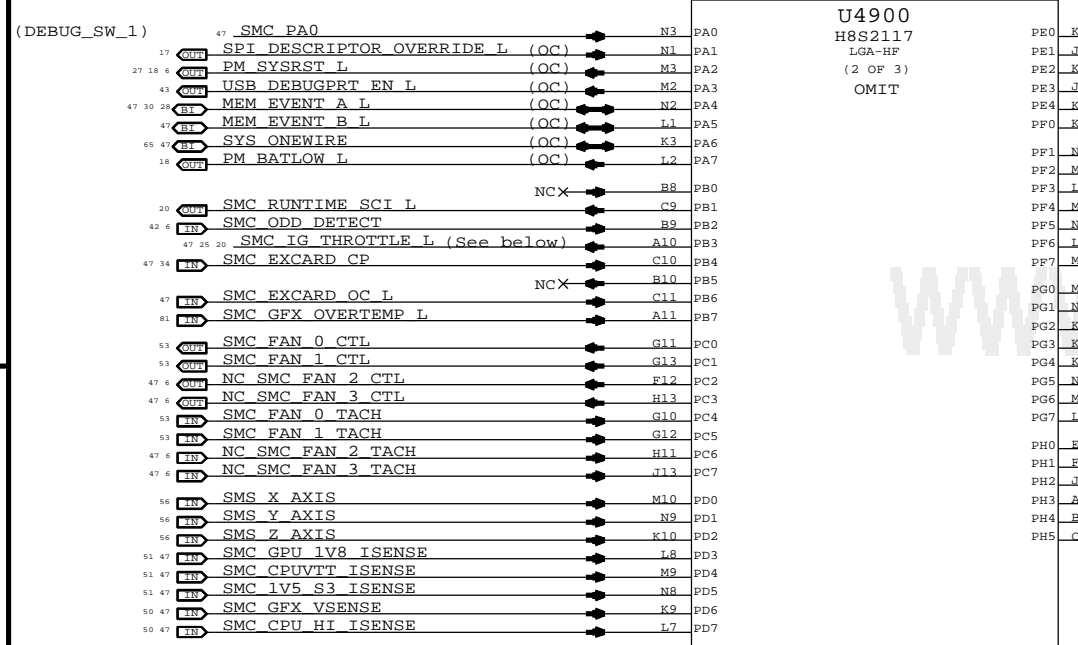 U4900
H8S2117
LGA-HF
(2 OF 3)
OMIT
(DEBUG_SW_1) 47 SMC_PA0 N3 PA0
17 OUT SPI_DESCRIPTOR_OVERRIDE_L (OC) N1 PA1
27 18 6 OUT PM_SYSRST_L (OC) M3 PA2
43 OUT USB_DEBUGPRT_EN_L (OC) M2 PA3
47 30 28 BI MEM_EVENT_A_L (OC) N2 PA4
47 BI MEM_EVENT_B_L (OC) L1 PA5
65 47 BI SYS_ONEWIRE (OC) K3 PA6
18 OUT PM_BATLOW_L (OC) L2 PA7
NC B8 PB0
20 OUT SMC_RUNTIME_SCI_L C9 PB1
42 6 IN SMC_ODD_DETECT B9 PB2
47 25 20 SMC_IG_THROTTLE_L (See below) A10 PB3
47 34 IN SMC_EXCARD_CP C10 PB4
NC B10 PB5
47 IN SMC_EXCARD_OC_L C11 PB6
81 IN SMC_GFX_OVERTEMP_L A11 PB7
53 OUT SMC_FAN_0_CTL G11 PC0
53 OUT SMC_FAN_1_CTL G13 PC1
47 6 OUT NC_SMC_FAN_2_CTL F12 PC2
47 6 OUT NC_SMC_FAN_3_CTL H13 PC3
53 IN SMC_FAN_0_TACH G10 PC4
53 IN SMC_FAN_1_TACH G12 PC5
47 6 IN NC_SMC_FAN_2_TACH H11 PC6
47 6 IN NC_SMC_FAN_3_TACH J13 PC7
56 IN SMS_X_AXIS M10 PD0
56 IN SMS_Y_AXIS N9 PD1
56 IN SMS_Z_AXIS K10 PD2
51 47 IN SMC_GPU_1V8_ISENSE L8 PD3
51 47 IN SMC_CPUVTT_ISENSE M9 PD4
51 47 IN SMC_1V5_S3_ISENSE N8 PD5
50 47 IN SMC_GFX_VSENSE K9 PD6
50 47 IN SMC_CPU_HI_ISENSE L7 PD7
PE0
PE1
PE2
PE3
PE4
PF0
PF1
PF2
PF3
PF4
PF5
PF6
PF7
PG0
PG1
PG2
PG3
PG4
PG5
PG6
PG7
PH0
PH1
PH2
PH3
PH4
PH5